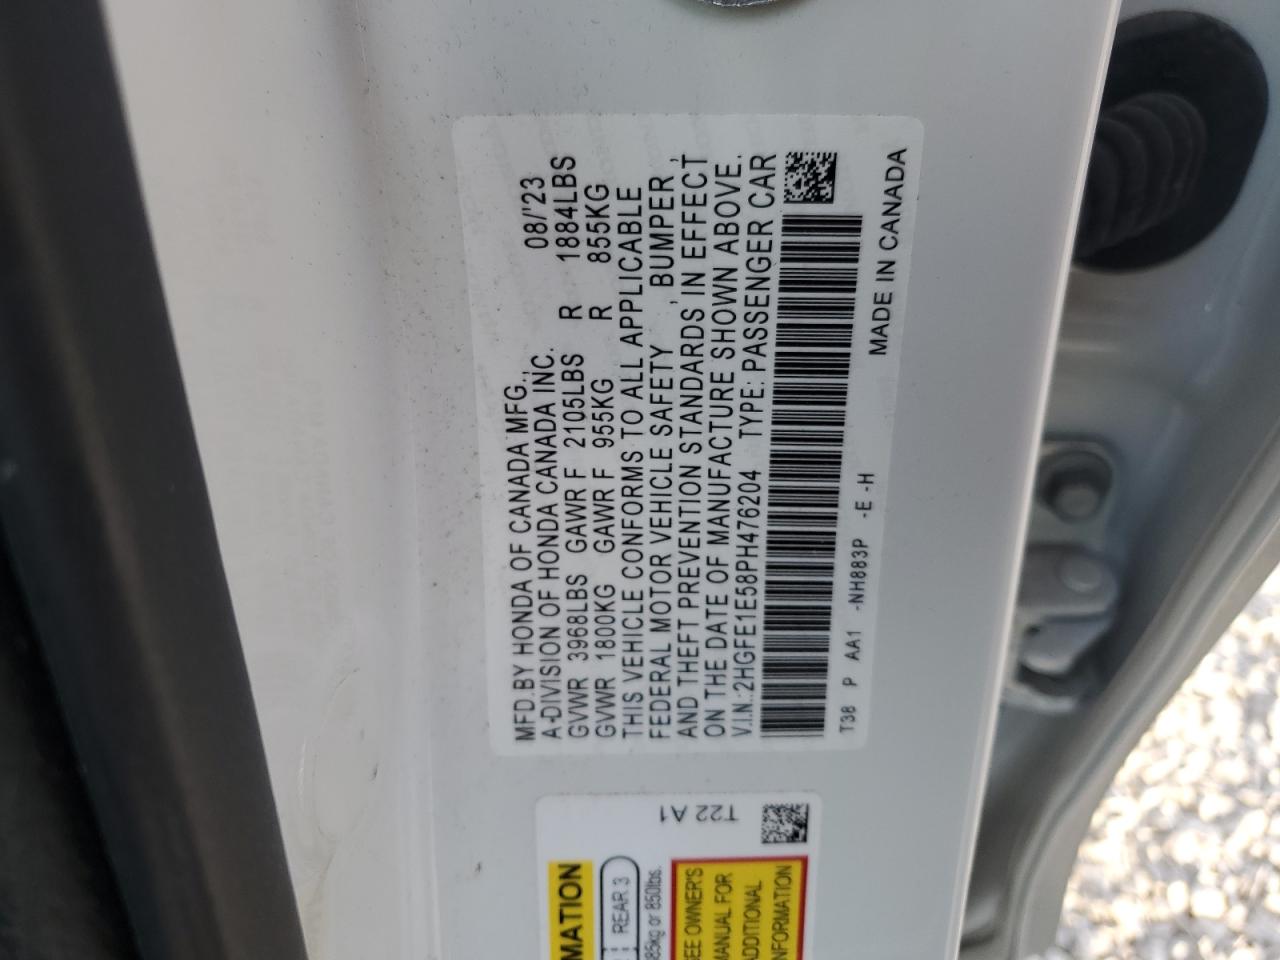 MFD.BY HONDA OF CANADA MFG., 08/'23
A-DIVISION OF HONDA CANADA INC.
GVWR 3968LBS GAWR F 2105LBS R 1884LBS
GVWR 1800KG GAWR F 955KG R 855KG
THIS VEHICLE CONFORMS TO ALL APPLICABLE
FEDERAL MOTOR VEHICLE SAFETY, BUMPER,
AND THEFT PREVENTION STANDARDS, IN EFFECT
ON THE DATE OF MANUFACTURE SHOWN ABOVE.
V.I.N.:2HGFE1E58PH476204 TYPE: PASSENGER CAR
T38 P AA1 -NH883P -E -H
MADE IN CANADA
T22 A1
MATION
REAR 3
385kg or 850lbs.
SEE OWNER'S
MANUAL FOR
ADDITIONAL
INFORMATION